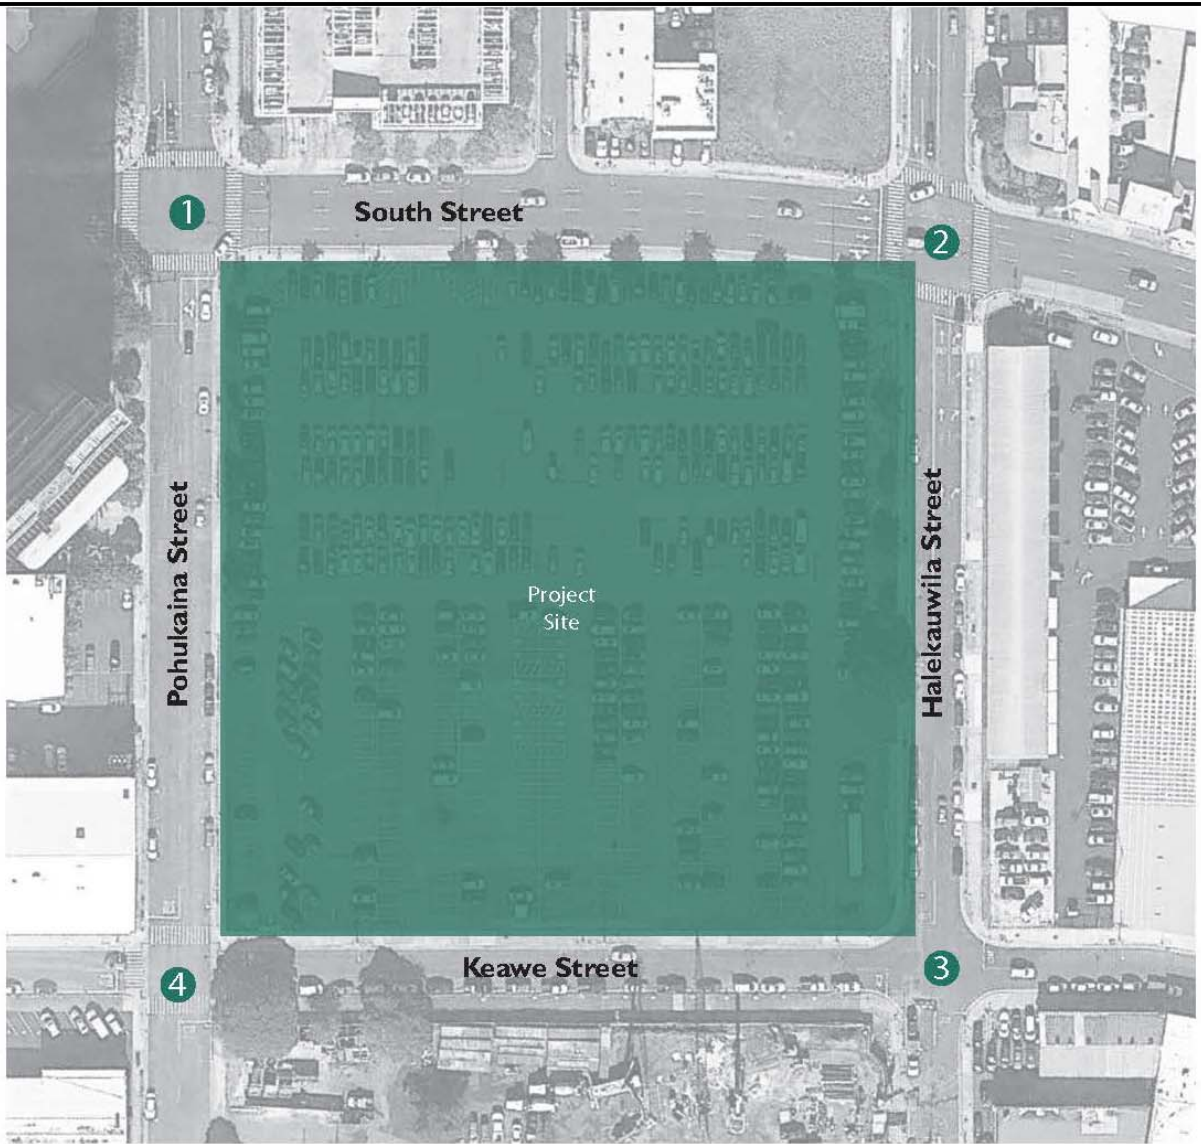 1
South Street
2
Pohukaina Street
Project
Site
Halekauwila Street
Keawe Street
3
4